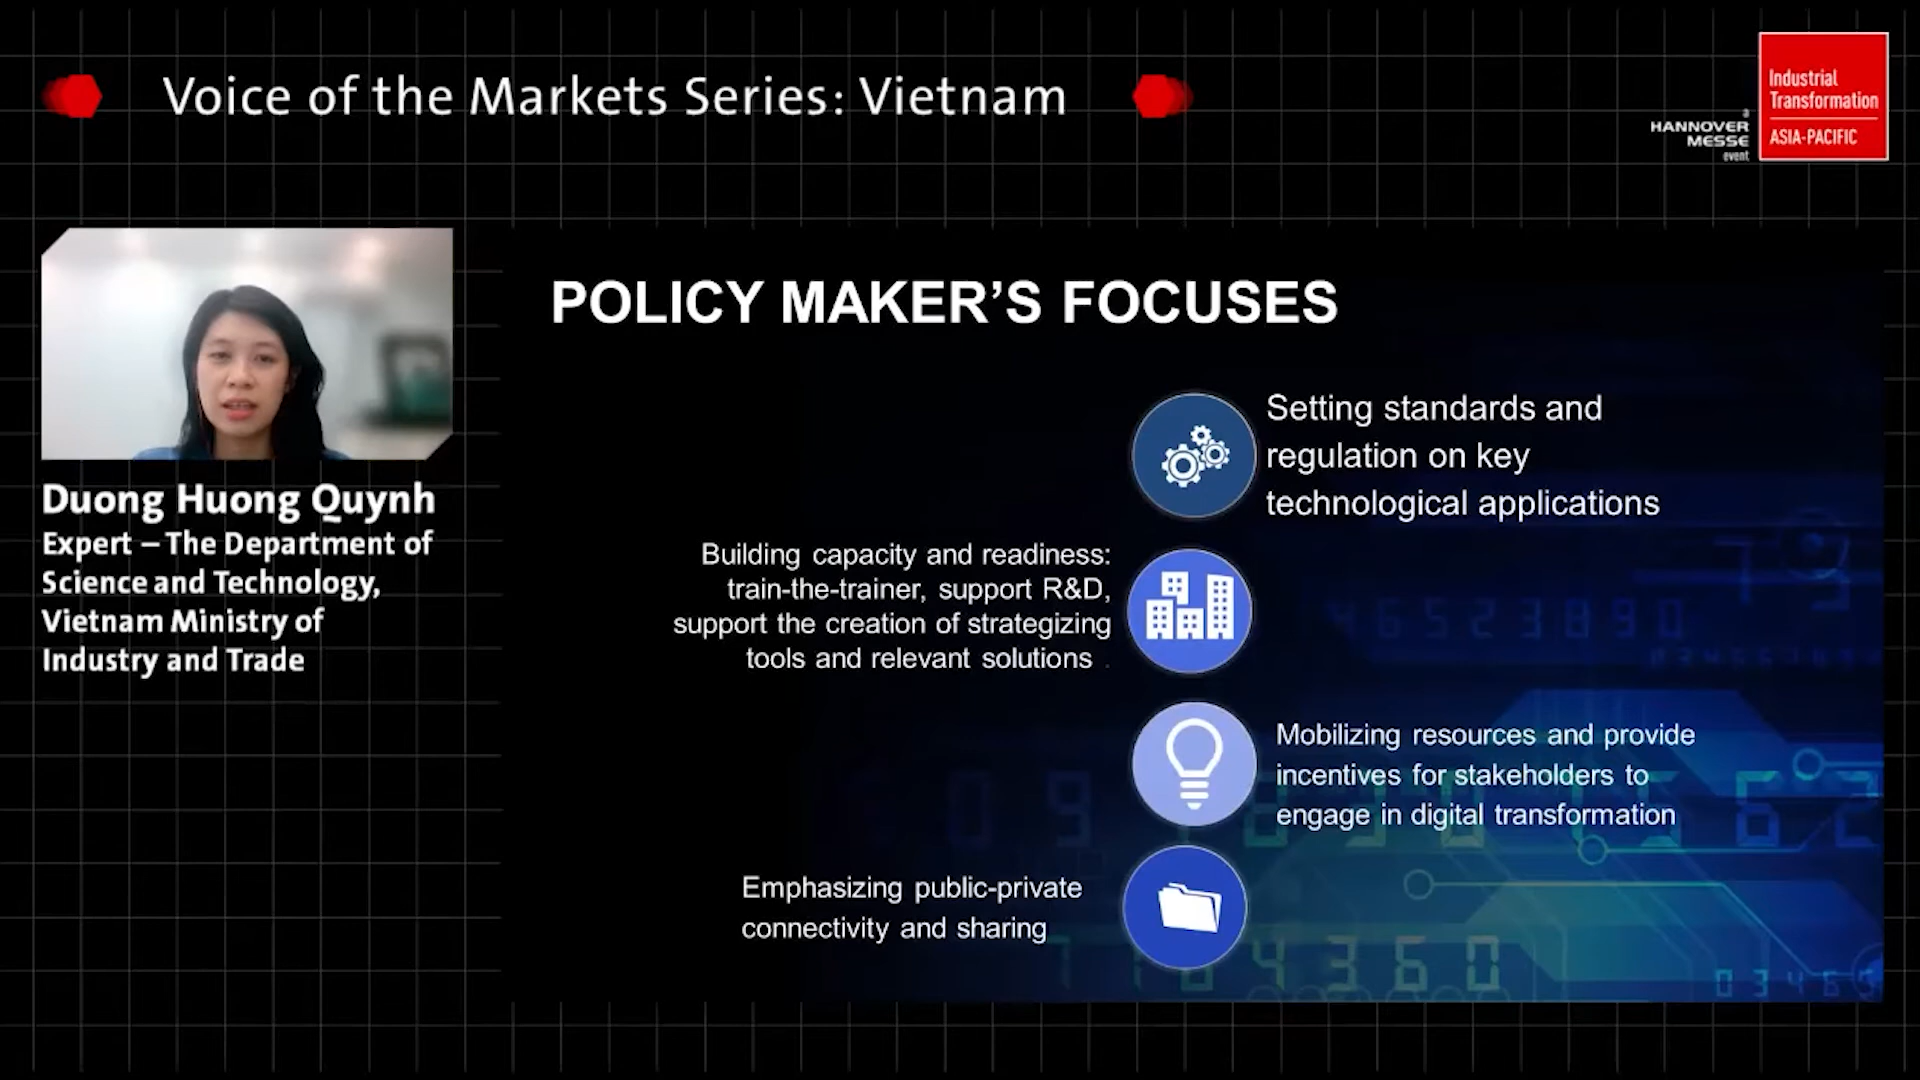 Voice of the Markets Series: Vietnam
a
HANNOVER
MESSE
event
Industrial
Transformation
ASIA-PACIFIC
Duong Huong Quynh
Expert – The Department of
Science and Technology,
Vietnam Ministry of
Industry and Trade
POLICY MAKER’S FOCUSES
Setting standards and
regulation on key
technological applications
Building capacity and readiness:
train-the-trainer, support R&D,
support the creation of strategizing
tools and relevant solutions .
Mobilizing resources and provide
incentives for stakeholders to
engage in digital transformation
Emphasizing public-private
connectivity and sharing